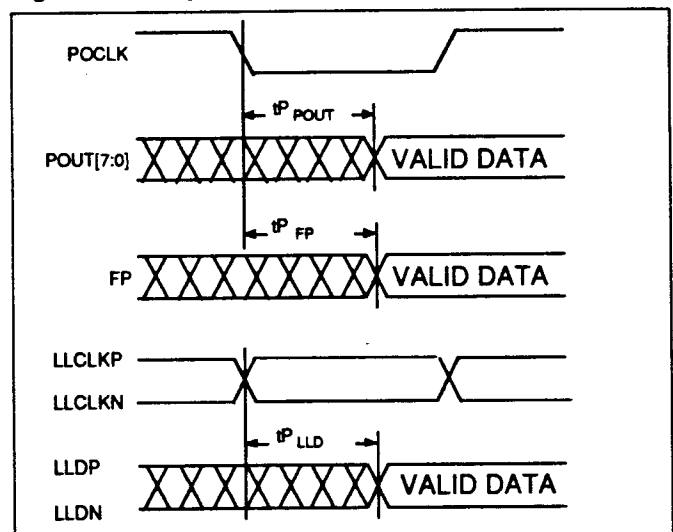 POCLK
tP POUT
POUT[7:0] VALID DATA
tP FP
FP VALID DATA
LLCLKP
LLCLKN
tP LLD
LLDP
VALID DATA
LLDN